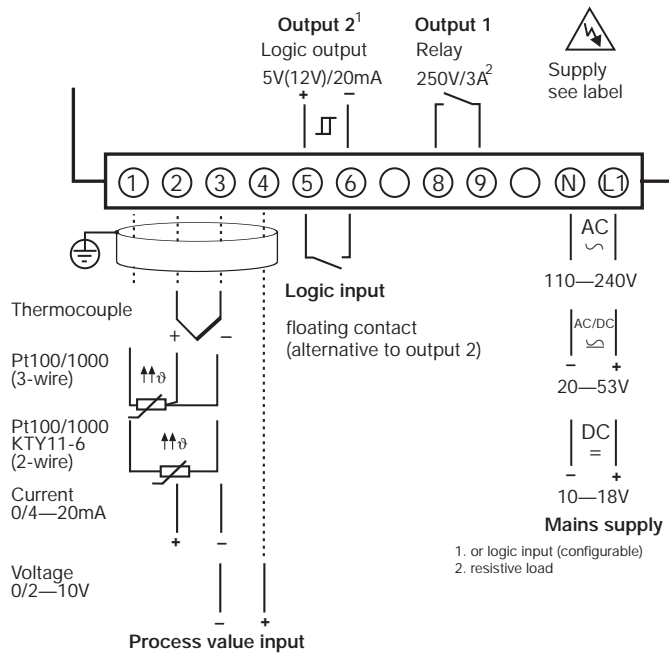 Output 2¹
Logic output
5V(12V)/20mA
+ –
Output 1
Relay
250V/3A²
Supply
see label
1 2 3 4 5 6 8 9 N L1
AC
110—240V
Logic input
floating contact
(alternative to output 2)
Thermocouple
+ –
Pt100/1000
(3-wire)
ϑ
AC/DC
– +
20—53V
Pt100/1000
KTY11-6
(2-wire)
ϑ
DC
=
– +
10—18V
Current
0/4—20mA
+ –
Mains supply
1. or logic input (configurable)
2. resistive load
Voltage
0/2—10V
– +
Process value input